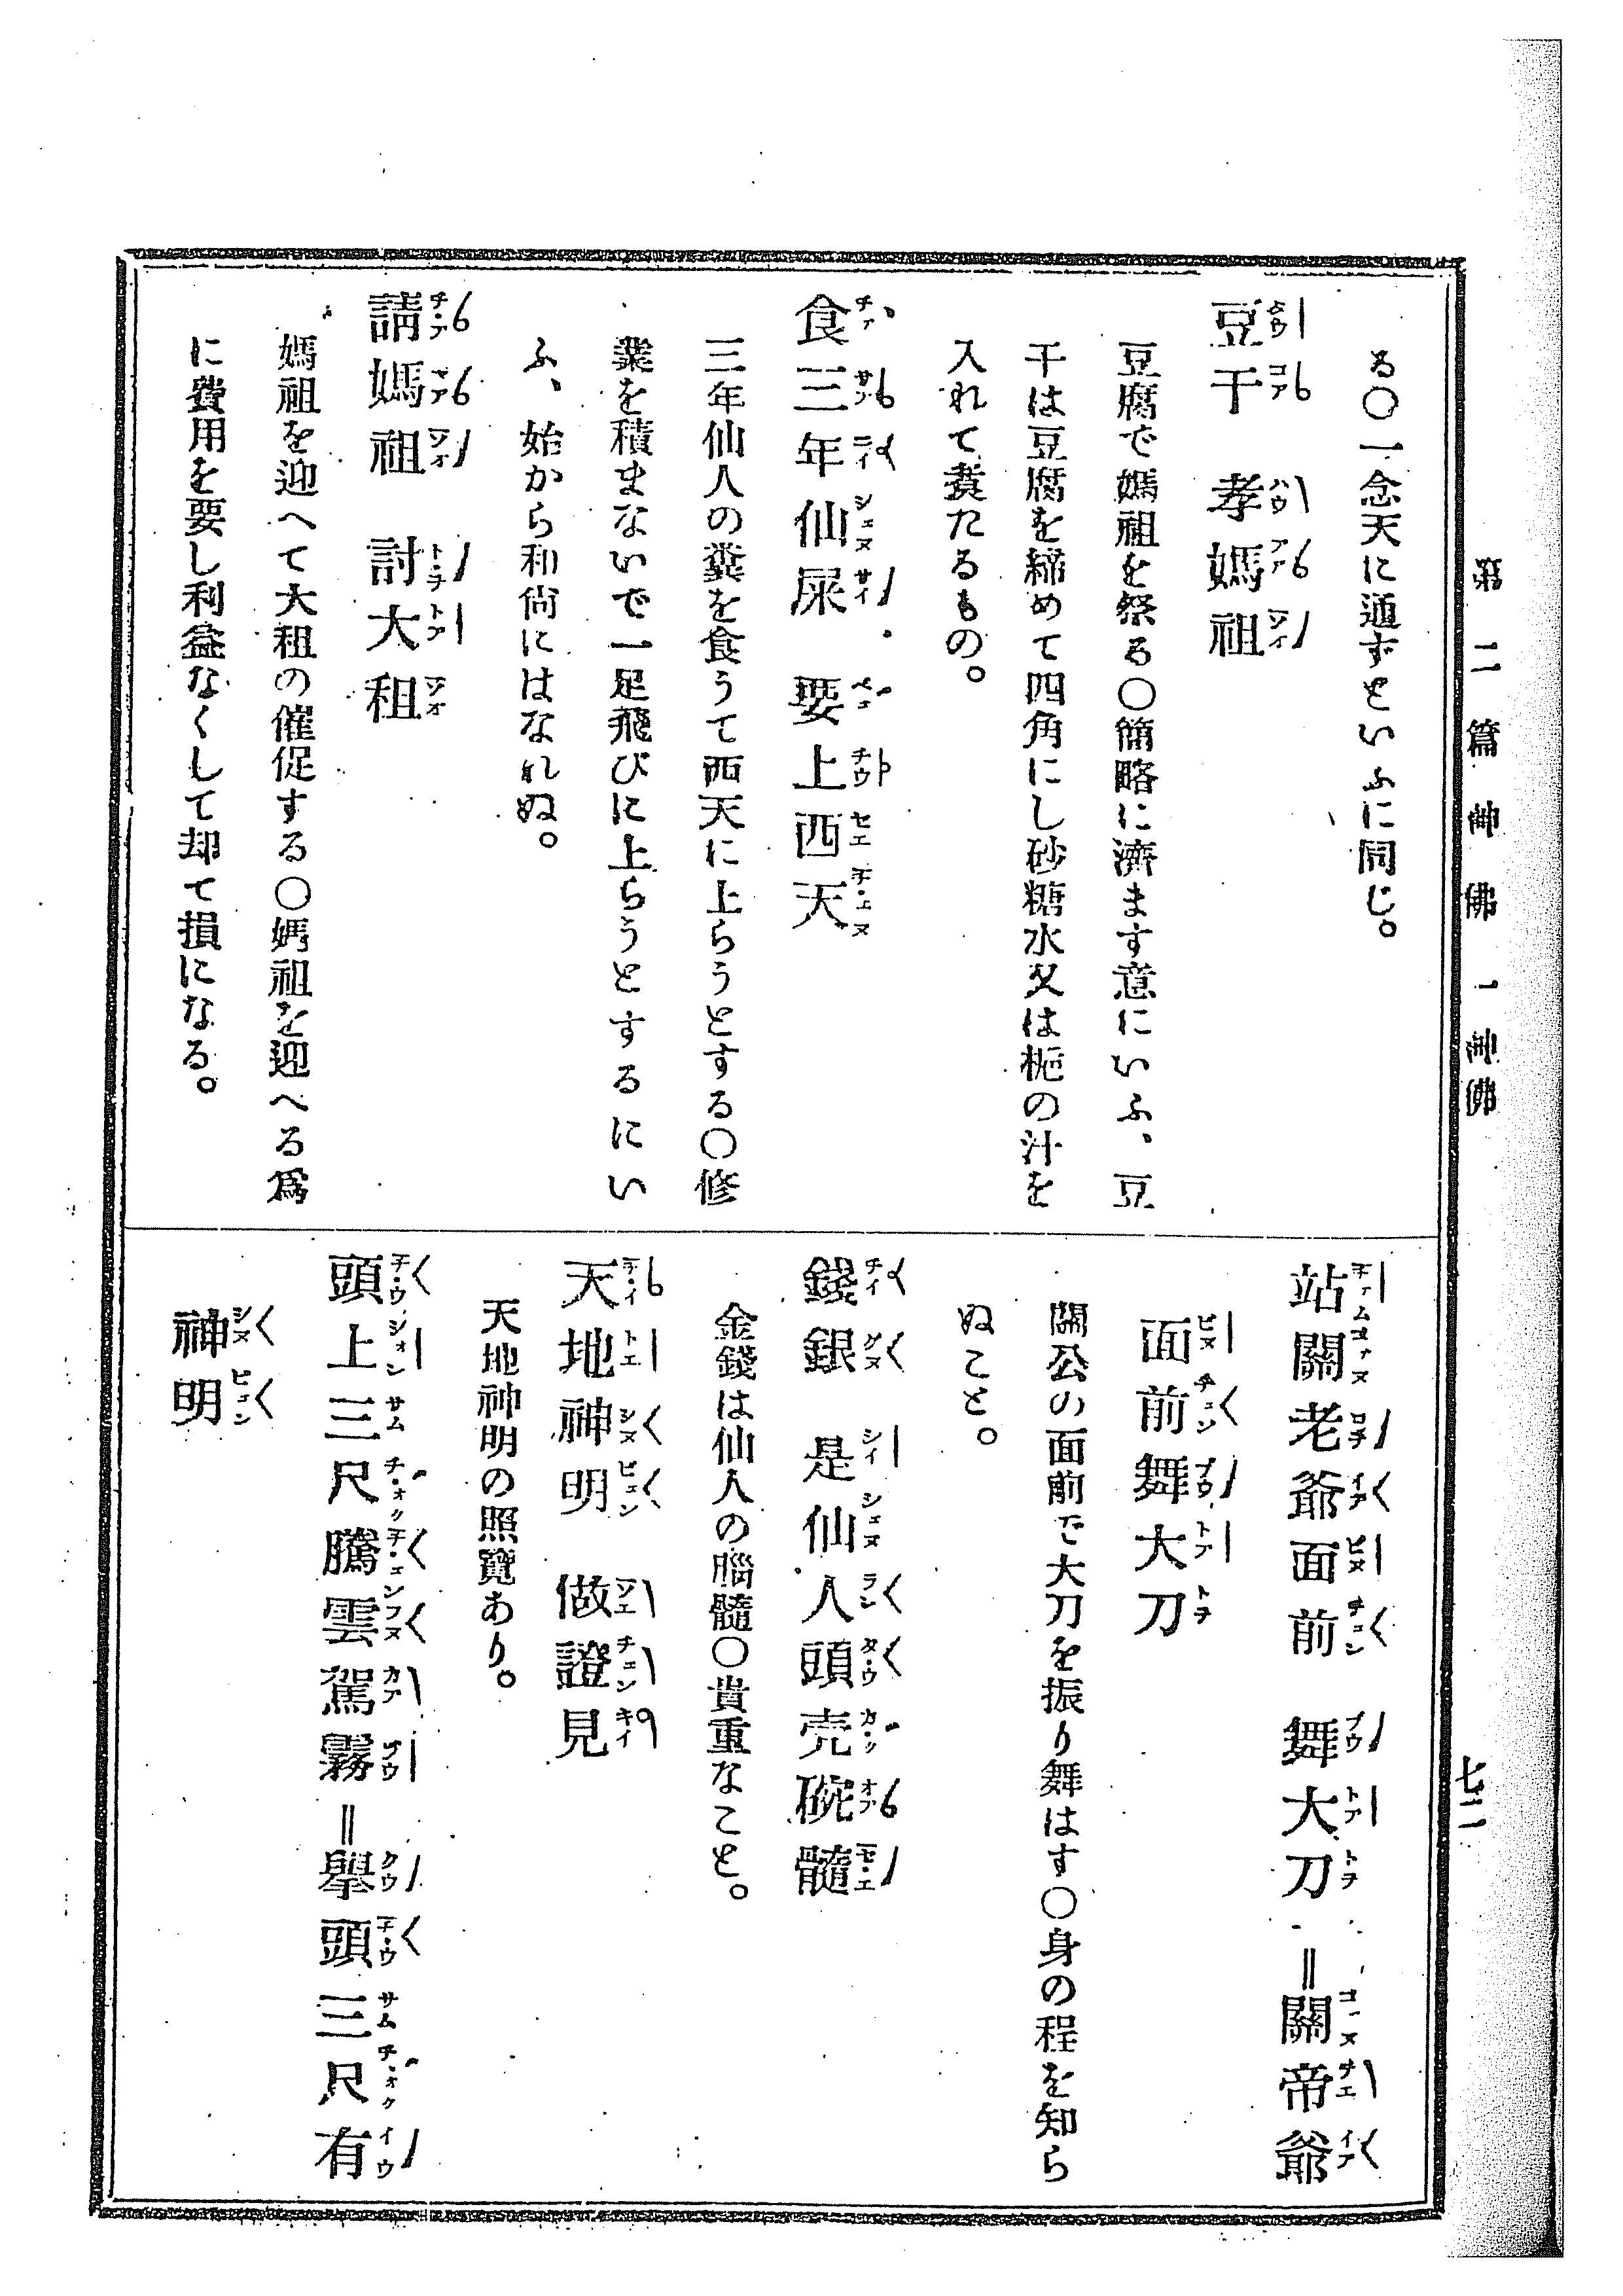 第二篇 神佛 一 神佛
七二
る〇一念天に通ずといふに同じ。
豆干 孝媽祖
豆腐で媽祖を祭る〇簡略に濟ます意にいふ、豆
干は豆腐を締めて四角にし砂糖水又は梔の汁を
入れて煑たるもの。
食三年仙屎 要上西天
三年仙人の糞を食うて西天に上らうとする〇修
業を積まないで一足飛びに上らうとするにい
ふ、始から和尙にはなれぬ。
請媽祖 討大租
媽祖を迎へて大租の催促する〇媽祖を迎へる爲
に費用を要し利益なくして却て損になる。
站關老爺面前 舞大刀=關帝爺
面前舞大刀
關公の面前で大刀を振り舞はす〇身の程を知ら
ぬこと。
錢銀 是仙人頭壳碗髓
金錢は仙人の腦髓〇貴重なこと。
天地神明 做證見
天地神明の照覽あり。
頭上三尺騰雲駕霧=擧頭三尺有
神明